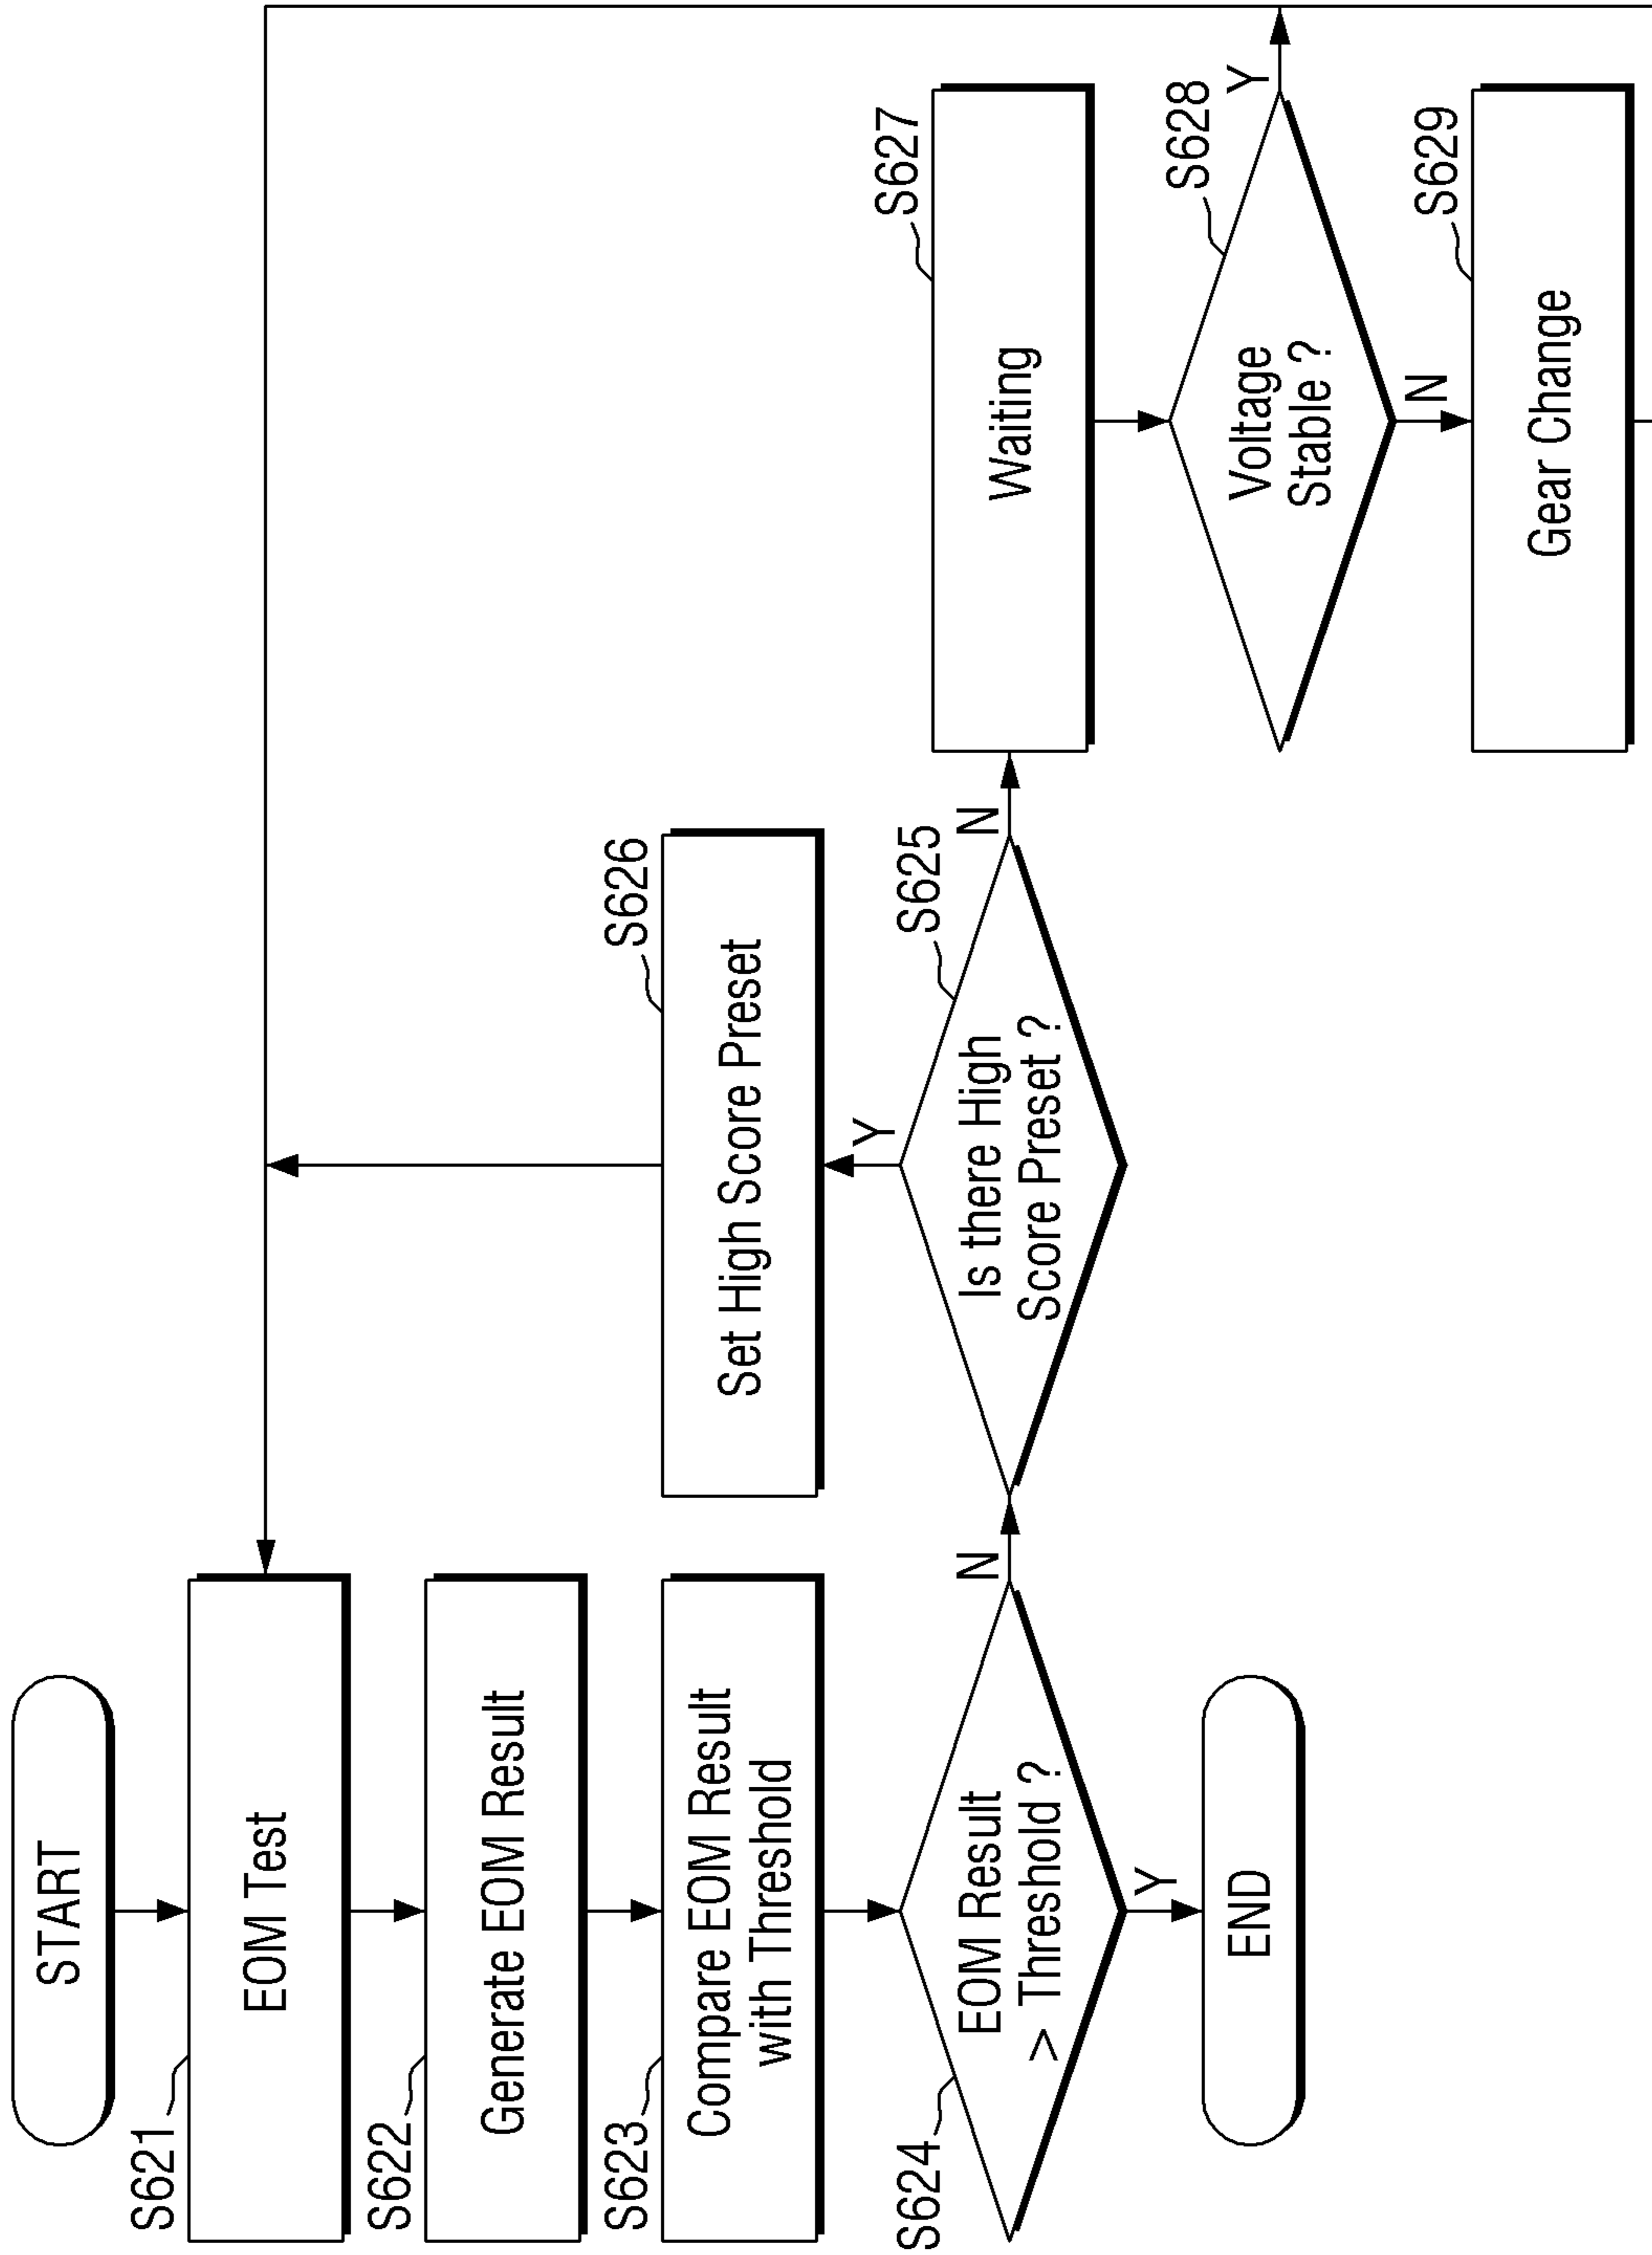 START
S621
EOM Test
S622
Generate EOM Result
S623
Compare EOM Result
with Threshold
S624
EOM Result
> Threshold ?
Y
END
N
S626
Set High Score Preset
Y
S625
Is there High
Score Preset ?
N
S627
Waiting
S628
Voltage
Stable ?
Y
N
S629
Gear Change